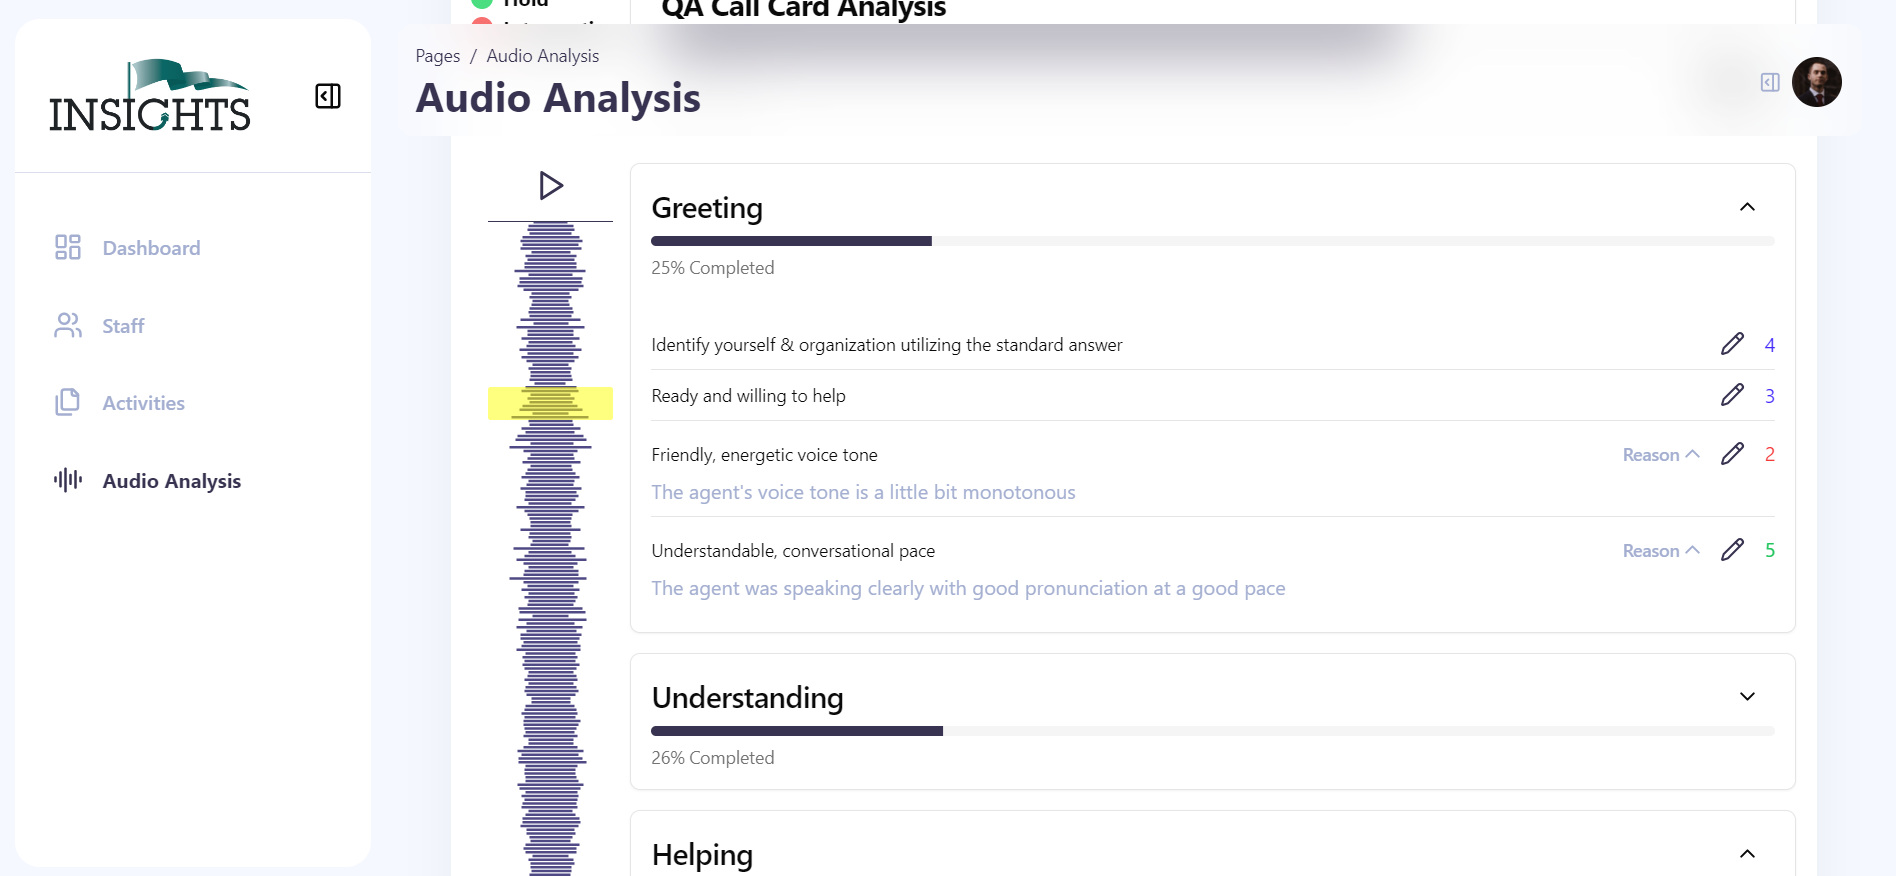 Hold
QA Call Card Analysis
INSIGHTS
Pages / Audio Analysis
Audio Analysis
Dashboard
Staff
Activities
Audio Analysis
Greeting
25% Completed
Identify yourself & organization utilizing the standard answer
4
Ready and willing to help
3
Friendly, energetic voice tone
Reason
2
The agent's voice tone is a little bit monotonous
Understandable, conversational pace
Reason
5
The agent was speaking clearly with good pronunciation at a good pace
Understanding
26% Completed
Helping